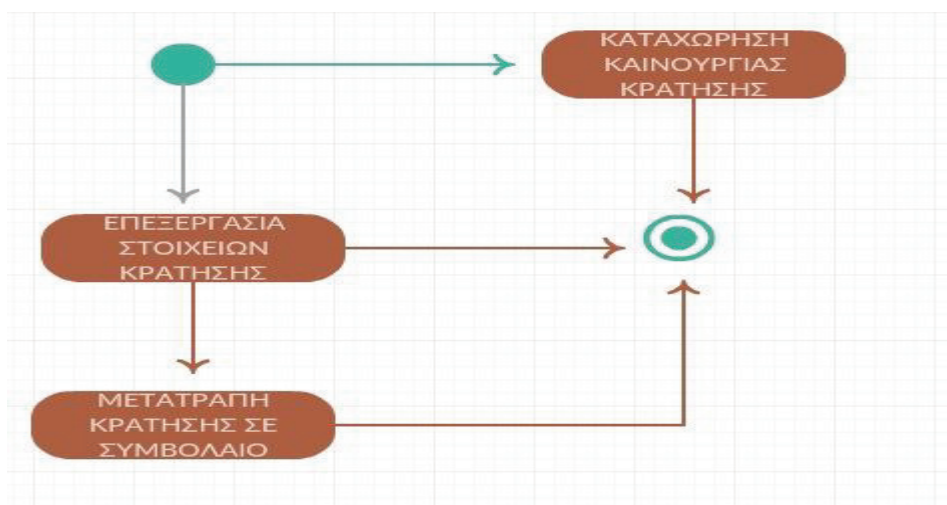 ΚΑΤΑΧΩΡΗΣΗ
ΚΑΙΝΟΥΡΓΙΑΣ
ΚΡΑΤΗΣΗΣ
ΕΠΕΞΕΡΓΑΣΙΑ
ΣΤΟΙΧΕΙΩΝ
ΚΡΑΤΗΣΗΣ
ΜΕΤΑΤΡΑΠΗ
ΚΡΑΤΗΣΗΣ ΣΕ
ΣΥΜΒΟΛΑΙΟ